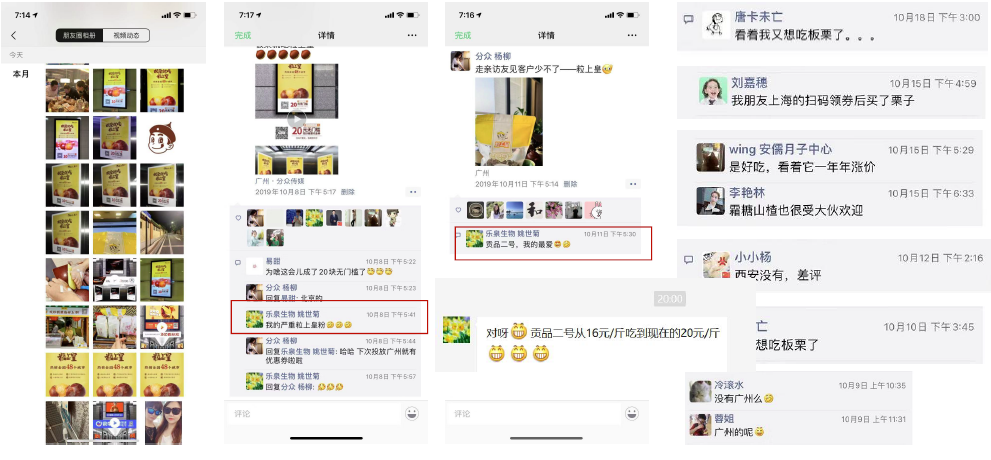 7:14
朋友圈相册
视频动态
今天
本月
7:17
完成
详情
20
广州·分众传媒
2019年10月8日 下午5:17 删除
易甜
10月8日 下午5:22
为啥这会儿成了20块无门槛了
分众 杨柳
10月8日 下午5:23
回复易甜: 北京的
乐泉生物 姚世菊
10月8日 下午5:41
我的严重粒上皇粉
分众 杨柳
10月8日 下午5:44
回复乐泉生物 姚世菊: 哈哈 下次投放广州就有
优惠券啦啦
乐泉生物 姚世菊
10月8日 下午5:57
回复分众 杨柳:
评论
7:16
完成
详情
分众 杨柳
走亲访友见客户少不了——粒上皇
广州
2019年10月11日 下午5:14 删除
和
乐泉生物 姚世菊
10月11日 下午5:30
贡品二号、我的最爱
评论
20:00
对呀 贡品二号从16元/斤吃到现在的20元/斤
唐卡未亡
10月18日 下午3:00
看着我又想吃板栗了。。。
刘嘉穗
10月15日 下午4:59
我朋友上海的扫码领券后买了栗子
wing 安儒月子中心
10月15日 下午5:29
是好吃，看着它一年年涨价
李艳林
10月15日 下午6:33
霜糖山楂也很受大伙欢迎
小小杨
10月12日 下午2:16
西安没有，差评
亡
10月10日 下午3:45
想吃板栗了
冷滚水
10月9日 上午10:35
没有广州么
蓉姐
10月9日 上午11:31
广州的呢